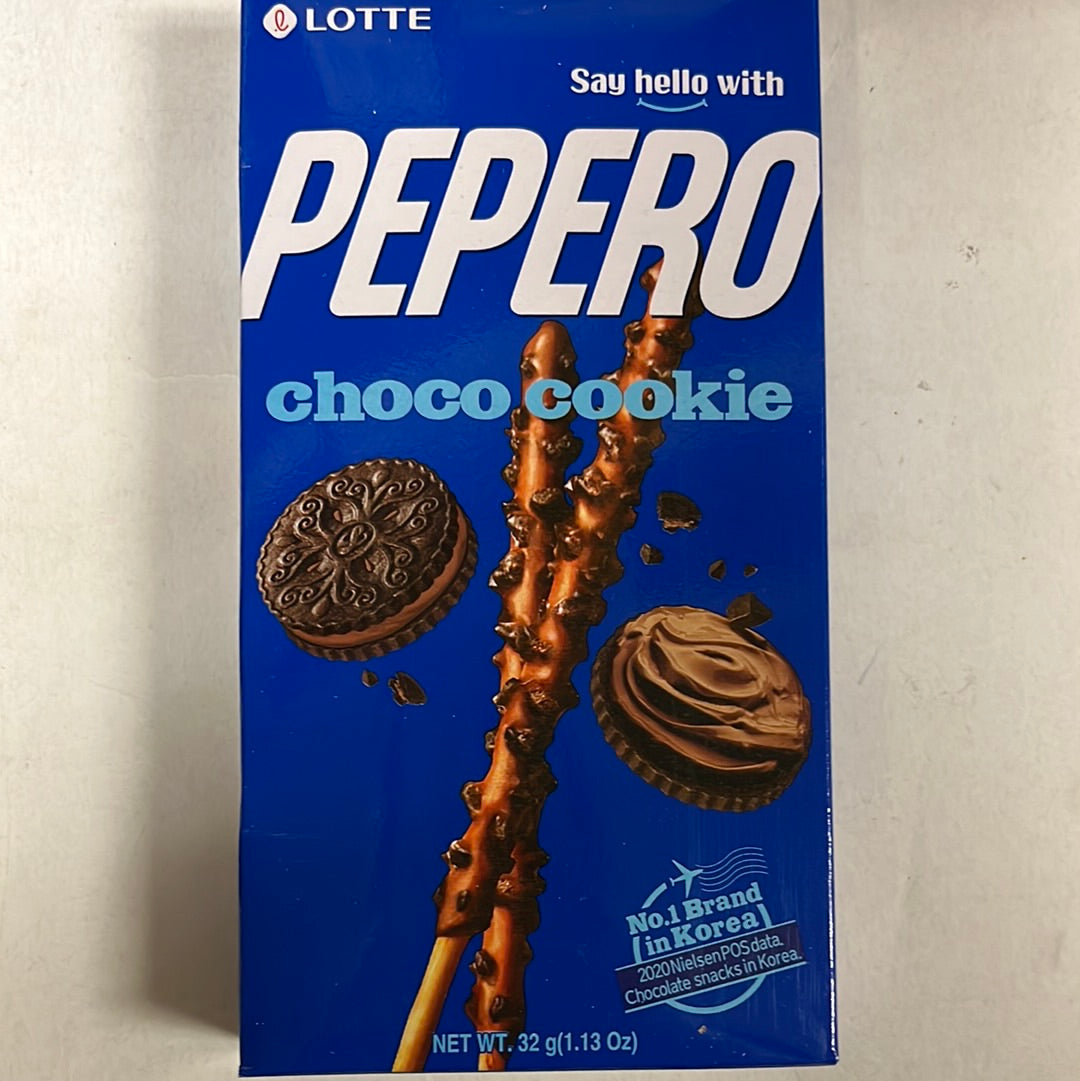 LOTTE
Say hello with
PEPERO
choco cookie
No.1 Brand
in Korea
2020 Nielsen POS data.
Chocolate snacks in Korea.
NET WT. 32 g(1.13 Oz)